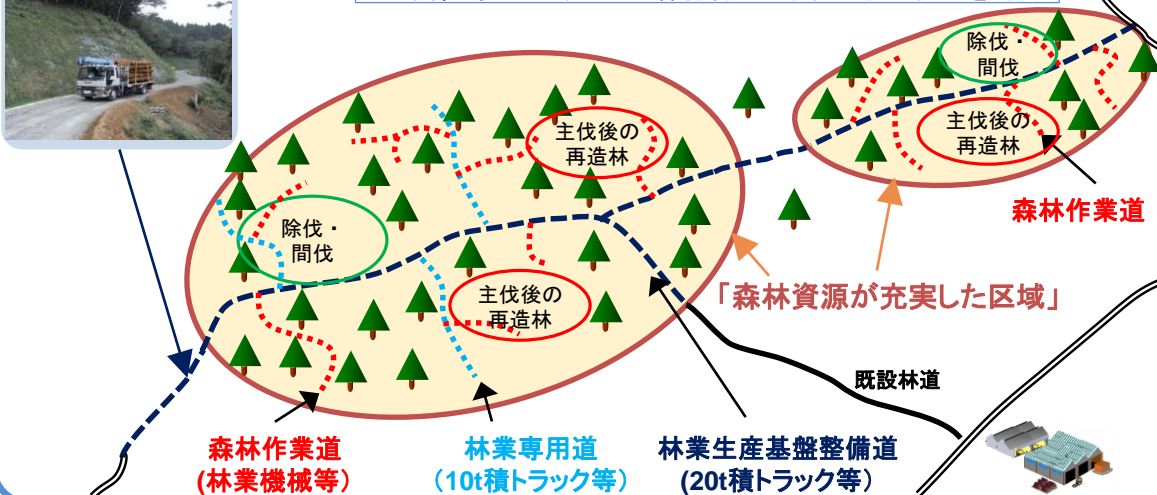 除伐・
間伐
主伐後の
再造林
主伐後の
再造林
森林作業道
除伐・
間伐
「森林資源が充実した区域」
主伐後の
再造林
既設林道
森林作業道
(林業機械等)
林業専用道
(10t積トラック等)
林業生産基盤整備道
(20t積トラック等)